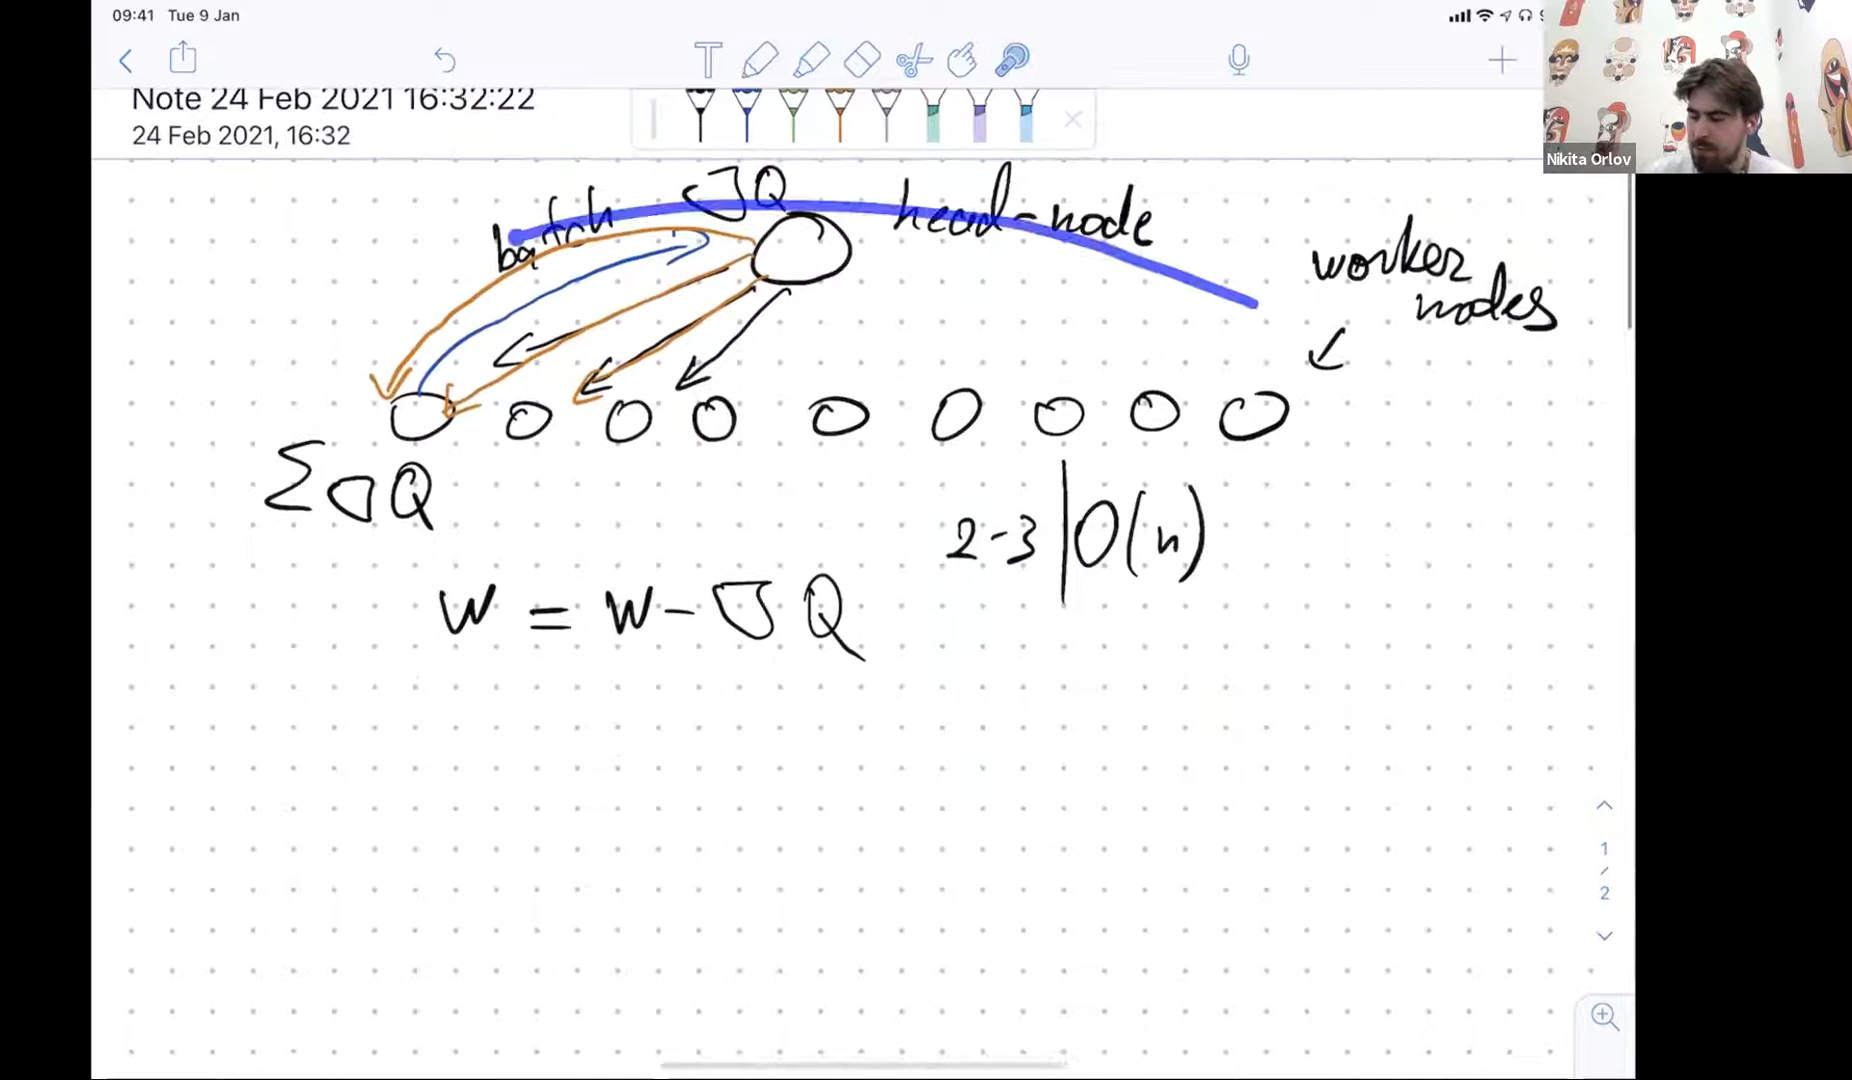 09:41 Tue 9 Jan
Note 24 Feb 2021 16:32:22
24 Feb 2021, 16:32
Nikita Orlov
batch ∇Q head-node
worker
nodes
Σ∇Q
2-3 | O(n)
W = W - ∇Q
1
/
2